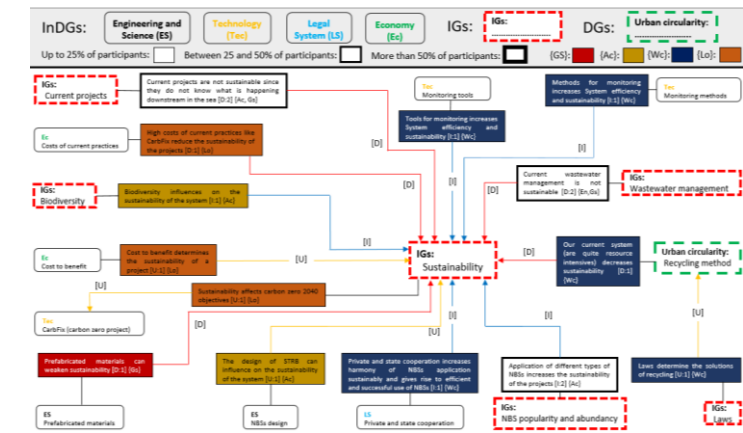 InDGs:
Engineering and
Science (ES)
Technology
(Tec)
Legal
System (LS)
Economy
(Ec)
IGs:
IGs:
DGs:
Urban circularity:
Up to 25% of participants:
Between 25 and 50% of participants:
More than 50% of participants:
{GS}:
{Ac}:
{Wc}:
{Lo}:
IGs:
Current projects
Current projects are not sustainable since
they do not know what is happening
downstream in the sea [D:2] {Ac, Gs}
Tec
Monitoring tools
Methods for monitoring
increases System efficiency
and sustainability [I:1] {Wc}
Tec
Monitoring methods
Ec
Costs of current practices
High costs of current practices like
CarbFix reduce the sustainability of
the projects [D:1] {Lo}
Tools for monitoring increases
System efficiency and
sustainability [I:1] {Wc}
[D]
[I]
[D]
[I]
[D]
Current wastewater
management is not
sustainable [D:2] {En,Gs}
IGs:
Wastewater management
IGs:
Biodiversity
Biodiversity influences on the
sustainability of the system [I:1] {Ac}
[I]
IGs:
Sustainability
[D]
Our current system
(are quite resource
intensives) decreases
sustainability [D:1]
{Wc}
Urban circularity:
Recycling method
Ec
Cost to benefit
Cost to benefit determines
the sustainability of a
project [U:1] {Lo}
[U]
[U]
Sustainability effects carbon zero 2040
objectives [U:1] {Lo}
Tec
CarbFix (carbon zero project)
[D]
[U]
[I]
[I]
[U]
Prefabricated materials can
weaken sustainability [D:1] {Gs}
The design of STRB can
influence on the sustainability
of the system [U:1] {Ac}
Private and state cooperation increases
harmony of NBSs application
sustainably and gives rise to efficient
and successful use of NBSs [I:1] {Wc}
Application of different types of
NBSs increases the sustainability
of the projects [I:2] {Ac}
Laws determine the solutions
of recycling [U:1] {Wc}
ES
Prefabricated materials
ES
NBSs design
LS
Private and state cooperation
IGs:
NBS popularity and abundancy
IGs:
Laws